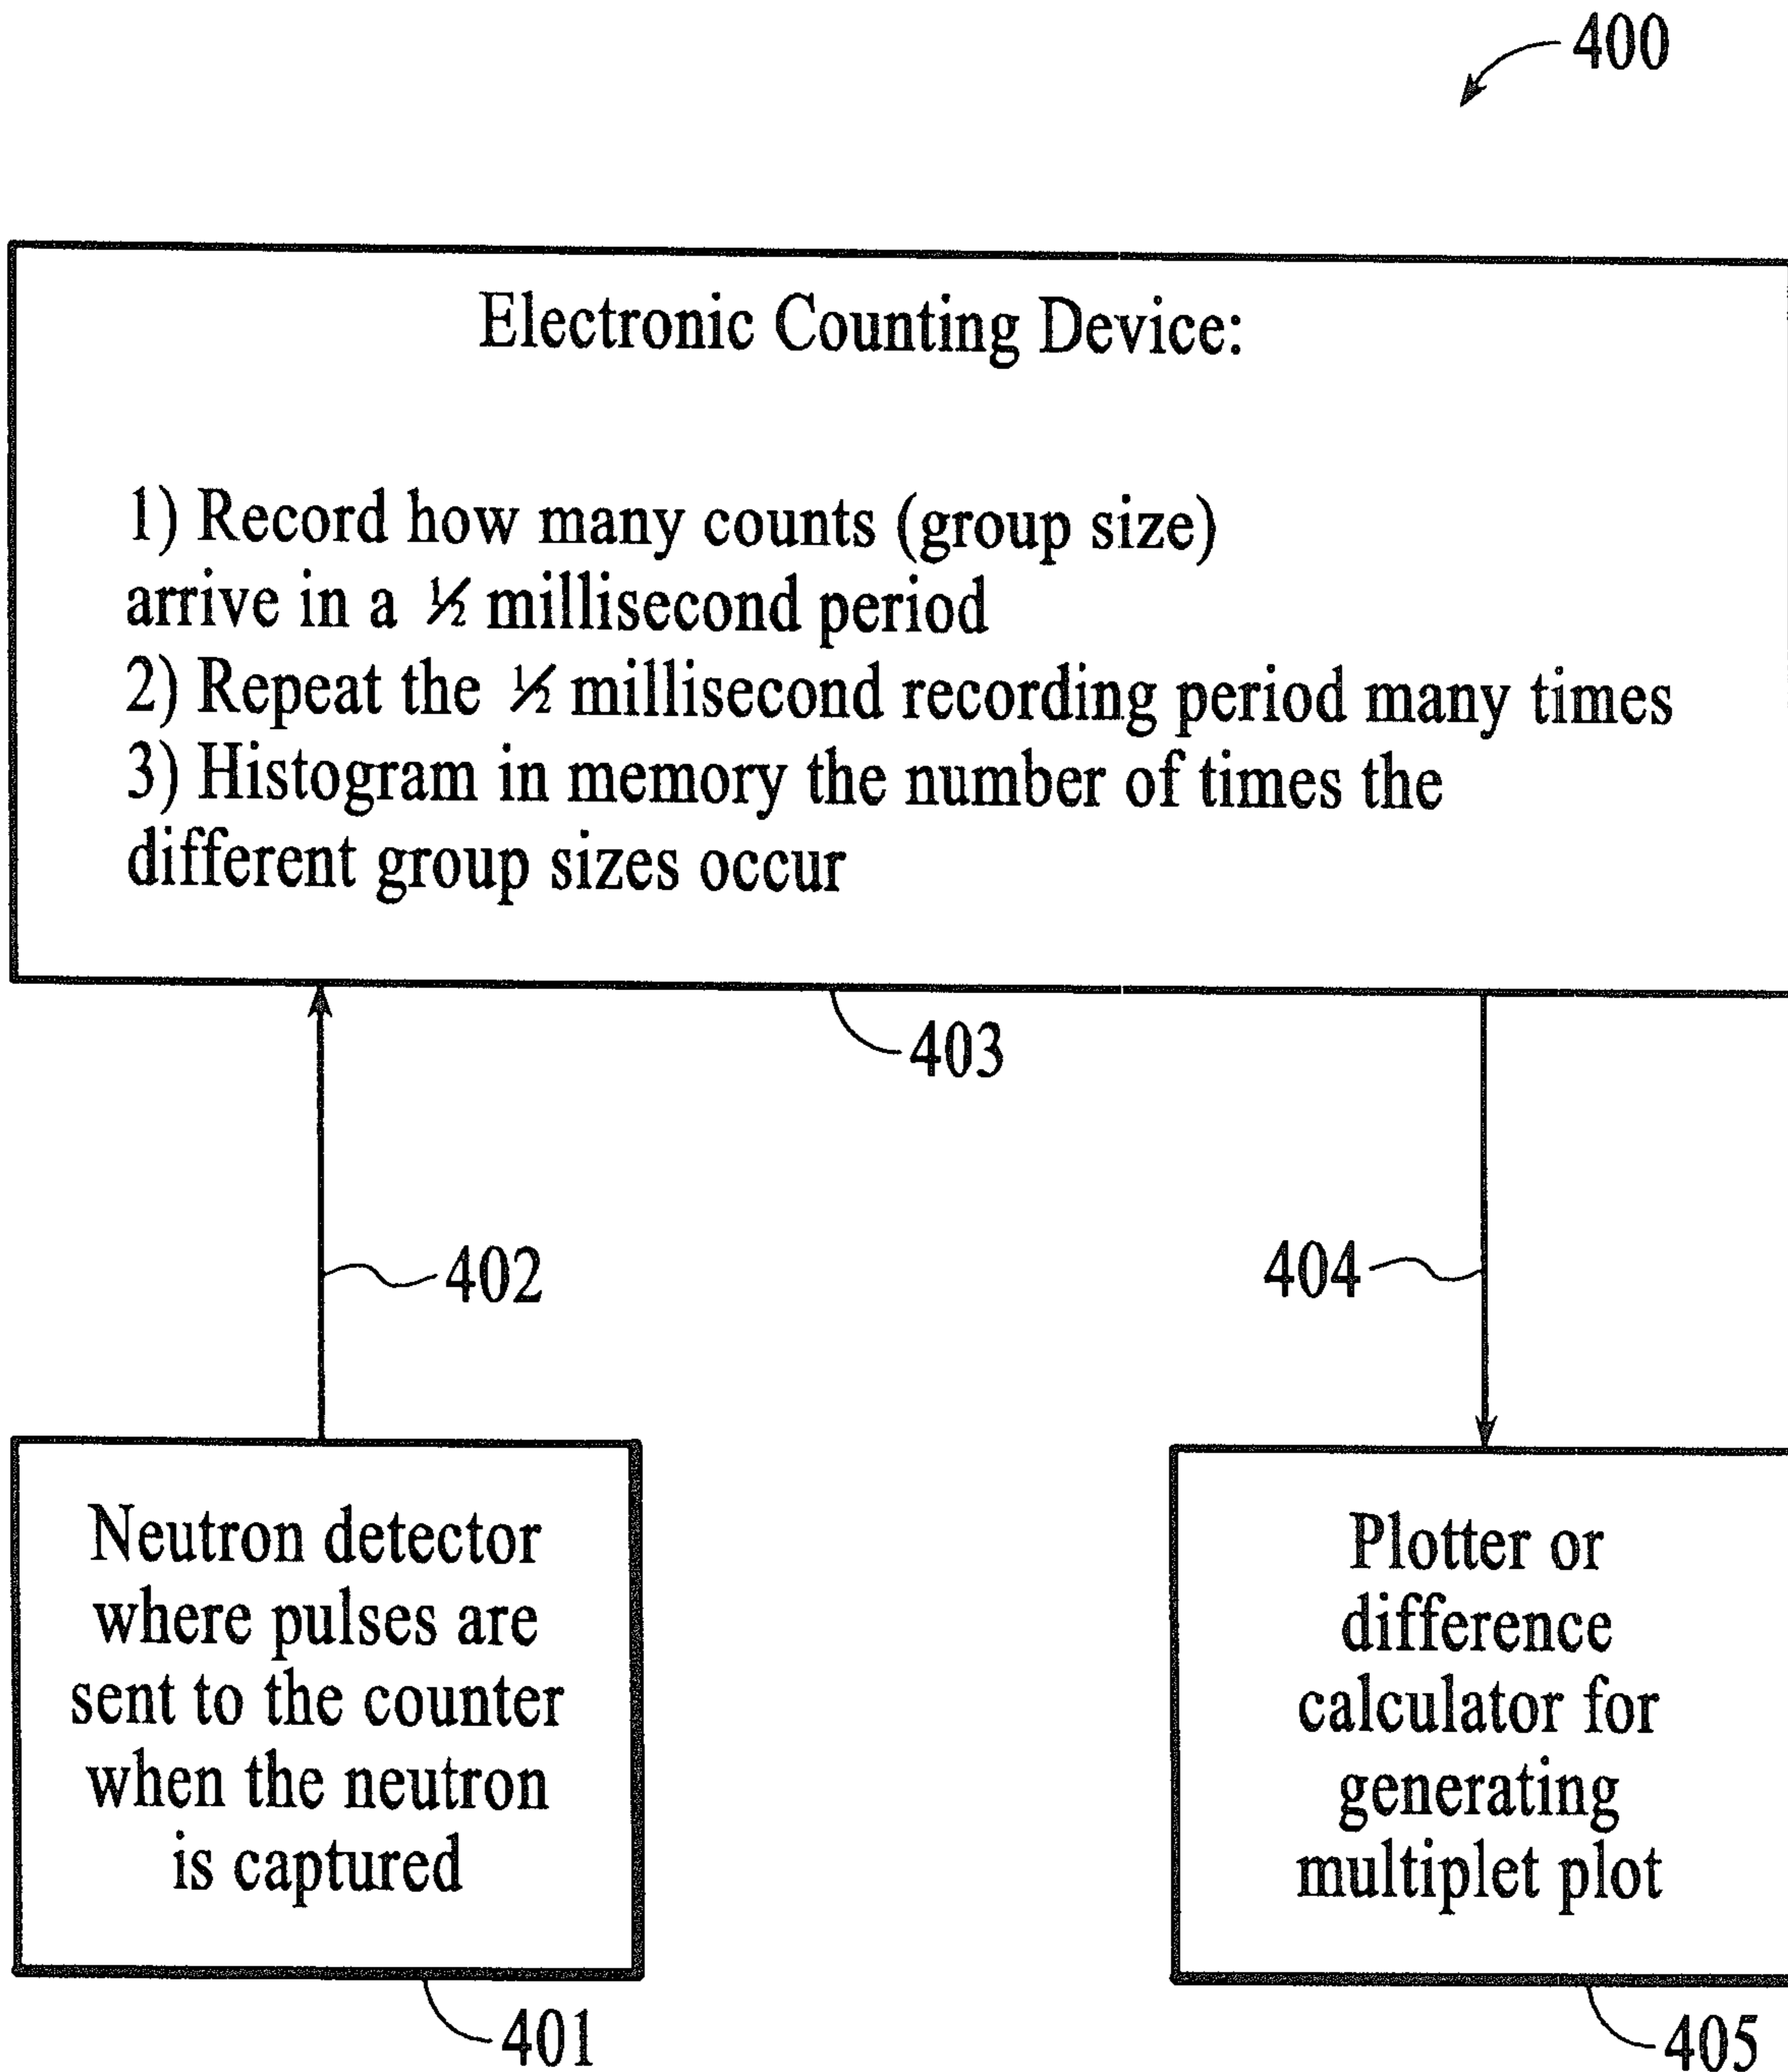 400
Electronic Counting Device:
1) Record how many counts (group size)
arrive in a ½ millisecond period
2) Repeat the ½ millisecond recording period many times
3) Histogram in memory the number of times the
different group sizes occur
403
402
404
Neutron detector
where pulses are
sent to the counter
when the neutron
is captured
401
Plotter or
difference
calculator for
generating
multiplet plot
405